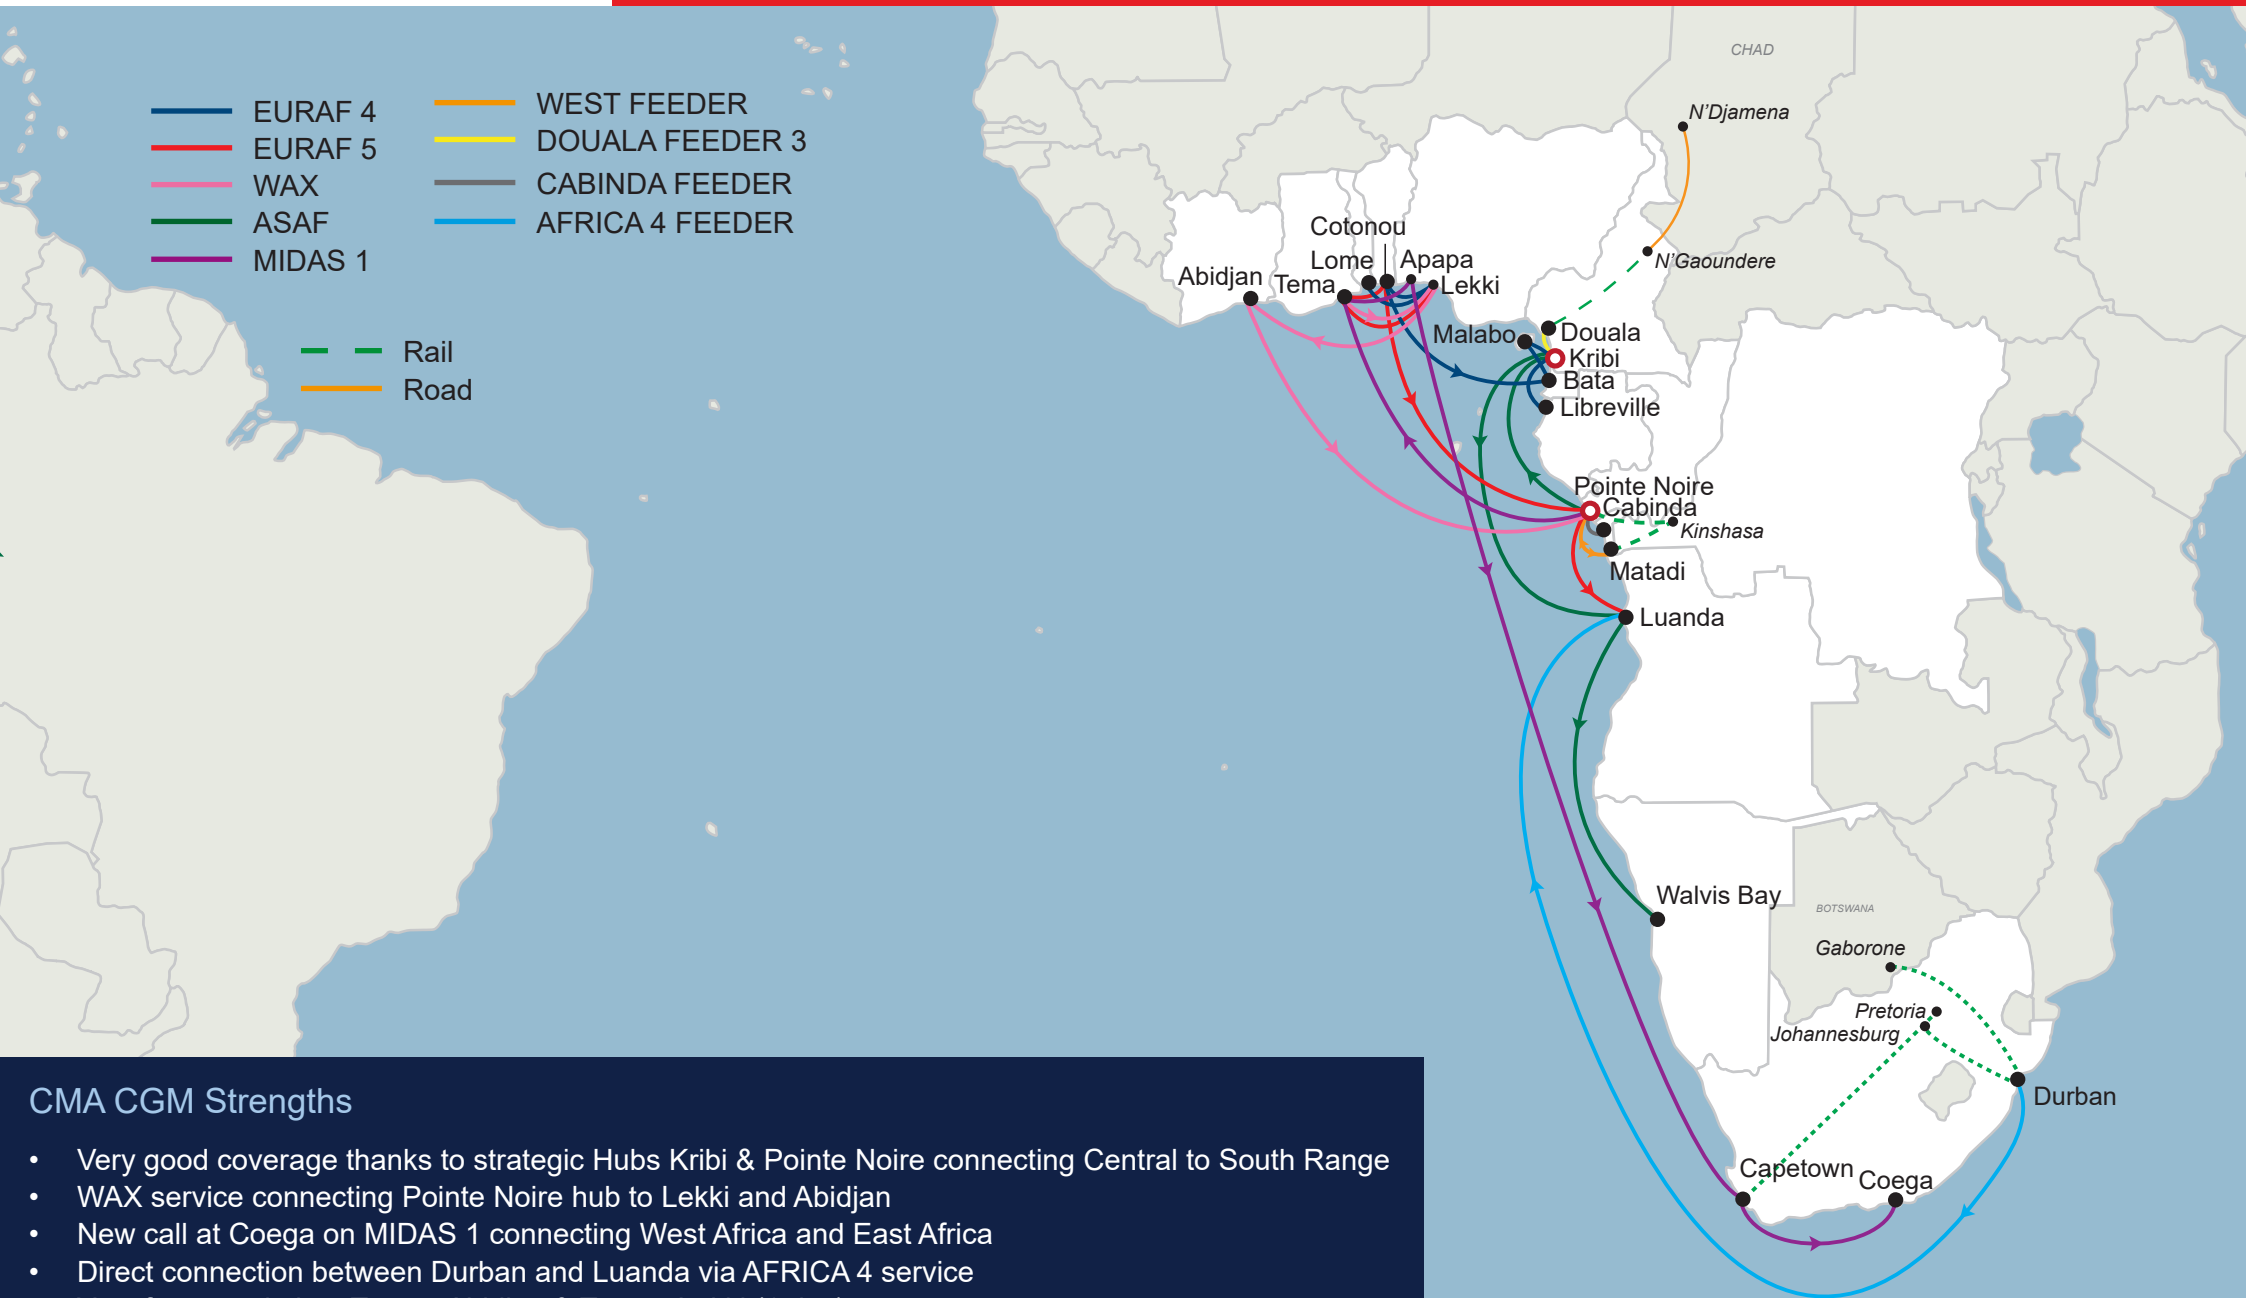 EURAF 4
EURAF 5
WAX
ASAF
MIDAS 1
WEST FEEDER
DOUALA FEEDER 3
CABINDA FEEDER
AFRICA 4 FEEDER
Rail
Road
CHAD
N'Djamena
N'Gaoundere
Cotonou
Lome
Apapa
Abidjan
Tema
Lekki
Malabo
Douala
Kribi
Bata
Libreville
Pointe Noire
Cabinda
Kinshasa
Matadi
Luanda
Walvis Bay
BOTSWANA
Gaborone
Pretoria
Johannesburg
Durban
Capetown
Coega
CMA CGM Strengths
• Very good coverage thanks to strategic Hubs Kribi & Pointe Noire connecting Central to South Range
• WAX service connecting Pointe Noire hub to Lekki and Abidjan
• New call at Coega on MIDAS 1 connecting West Africa and East Africa
• Direct connection between Durban and Luanda via AFRICA 4 service